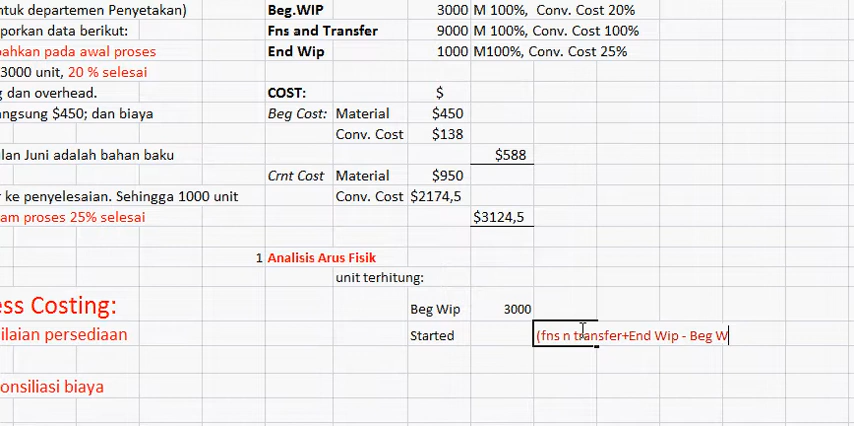 ntuk departemen Penyetakan)
porkan data berikut:
bahkan pada awal proses
3000 unit, 20 % selesai
g dan overhead.
angsung $450; dan biaya
lan Juni adalah bahan baku
r ke penyelesaian. Sehingga 1000 unit
am proses 25% selesai
ess Costing:
ilaian persediaan
onsiliasi biaya
Beg.WIP 3000 M 100%, Conv. Cost 20%
Fns and Transfer 9000 M 100%, Conv. Cost 100%
End Wip 1000 M100%, Conv. Cost 25%
COST: $
Beg Cost: Material $450
Conv. Cost $138
$588
Crnt Cost Material $950
Conv. Cost $2174,5
$3124,5
1 Analisis Arus Fisik
unit terhitung:
Beg Wip 3000
Started (fns n transfer+End Wip - Beg W